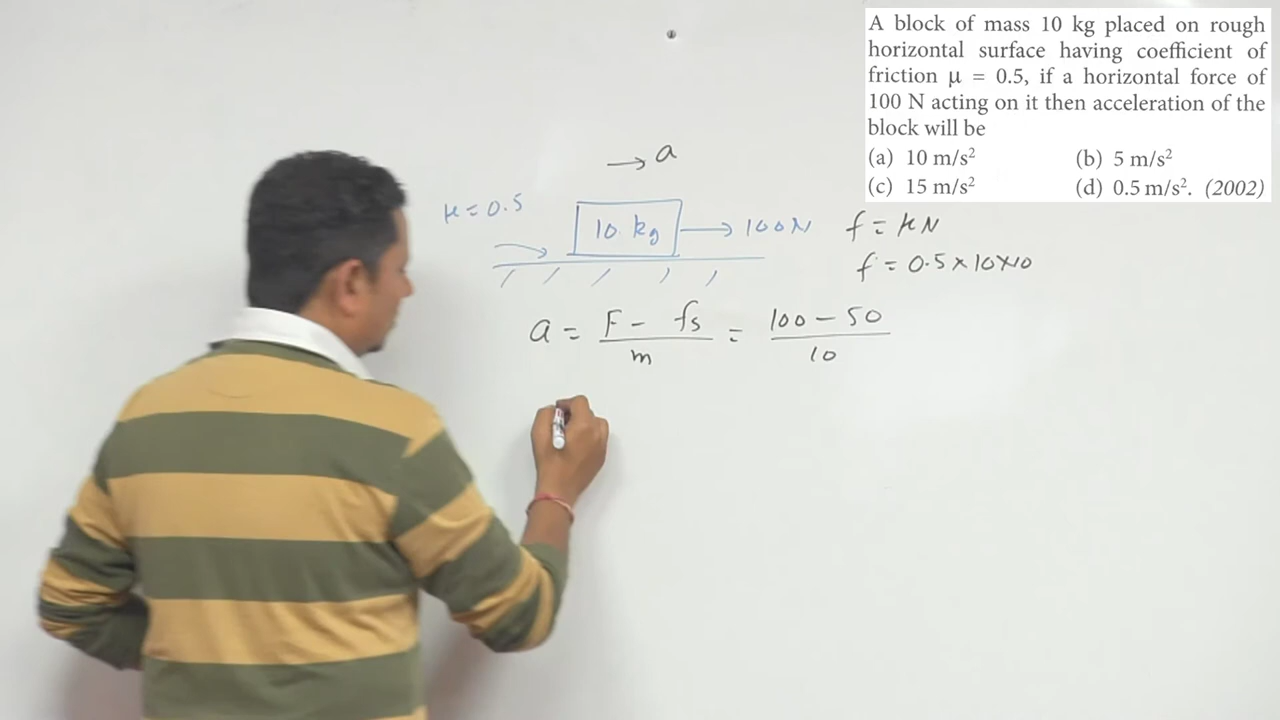 A block of mass 10 kg placed on rough
horizontal surface having coefficient of
friction μ = 0.5, if a horizontal force of
100 N acting on it then acceleration of the
block will be
(a) 10 m/s² (b) 5 m/s²
(c) 15 m/s² (d) 0.5 m/s². (2002)
→ a
μ = 0.5
10 kg → 100N
f = μN
f = 0.5×10×10
a = F - fs / m = 100 - 50 / 10